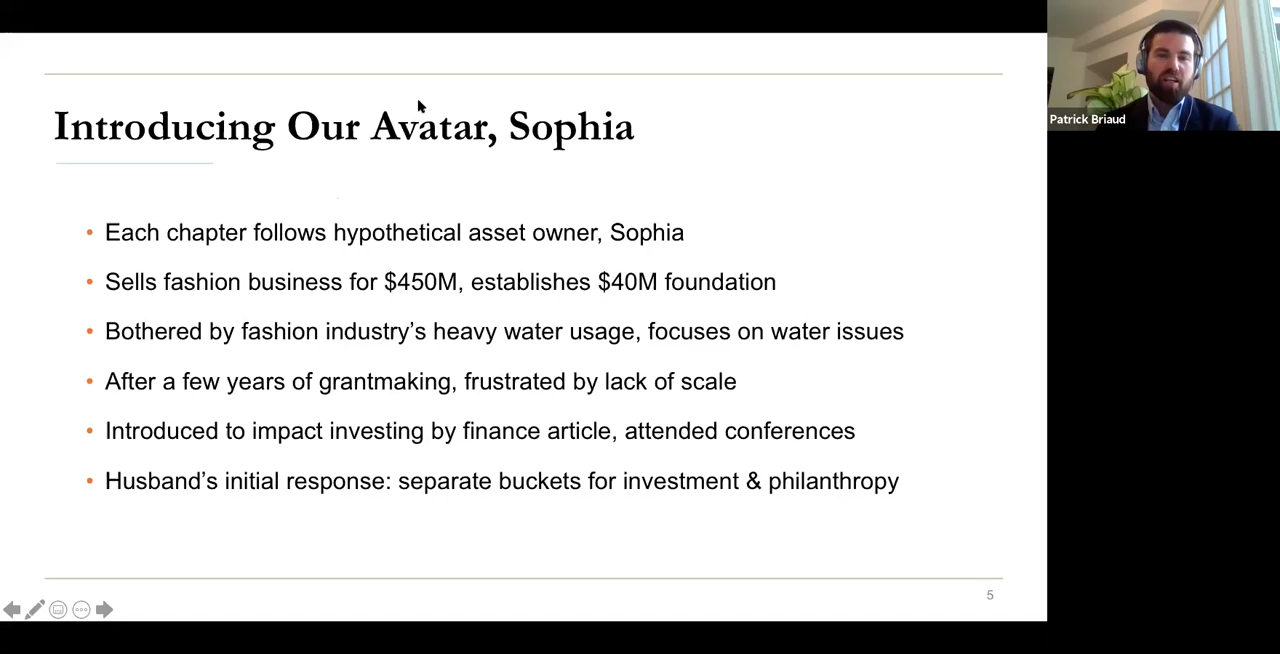 Introducing Our Avatar, Sophia
• Each chapter follows hypothetical asset owner, Sophia
• Sells fashion business for $450M, establishes $40M foundation
• Bothered by fashion industry’s heavy water usage, focuses on water issues
• After a few years of grantmaking, frustrated by lack of scale
• Introduced to impact investing by finance article, attended conferences
• Husband’s initial response: separate buckets for investment & philanthropy
5
Patrick Briaud